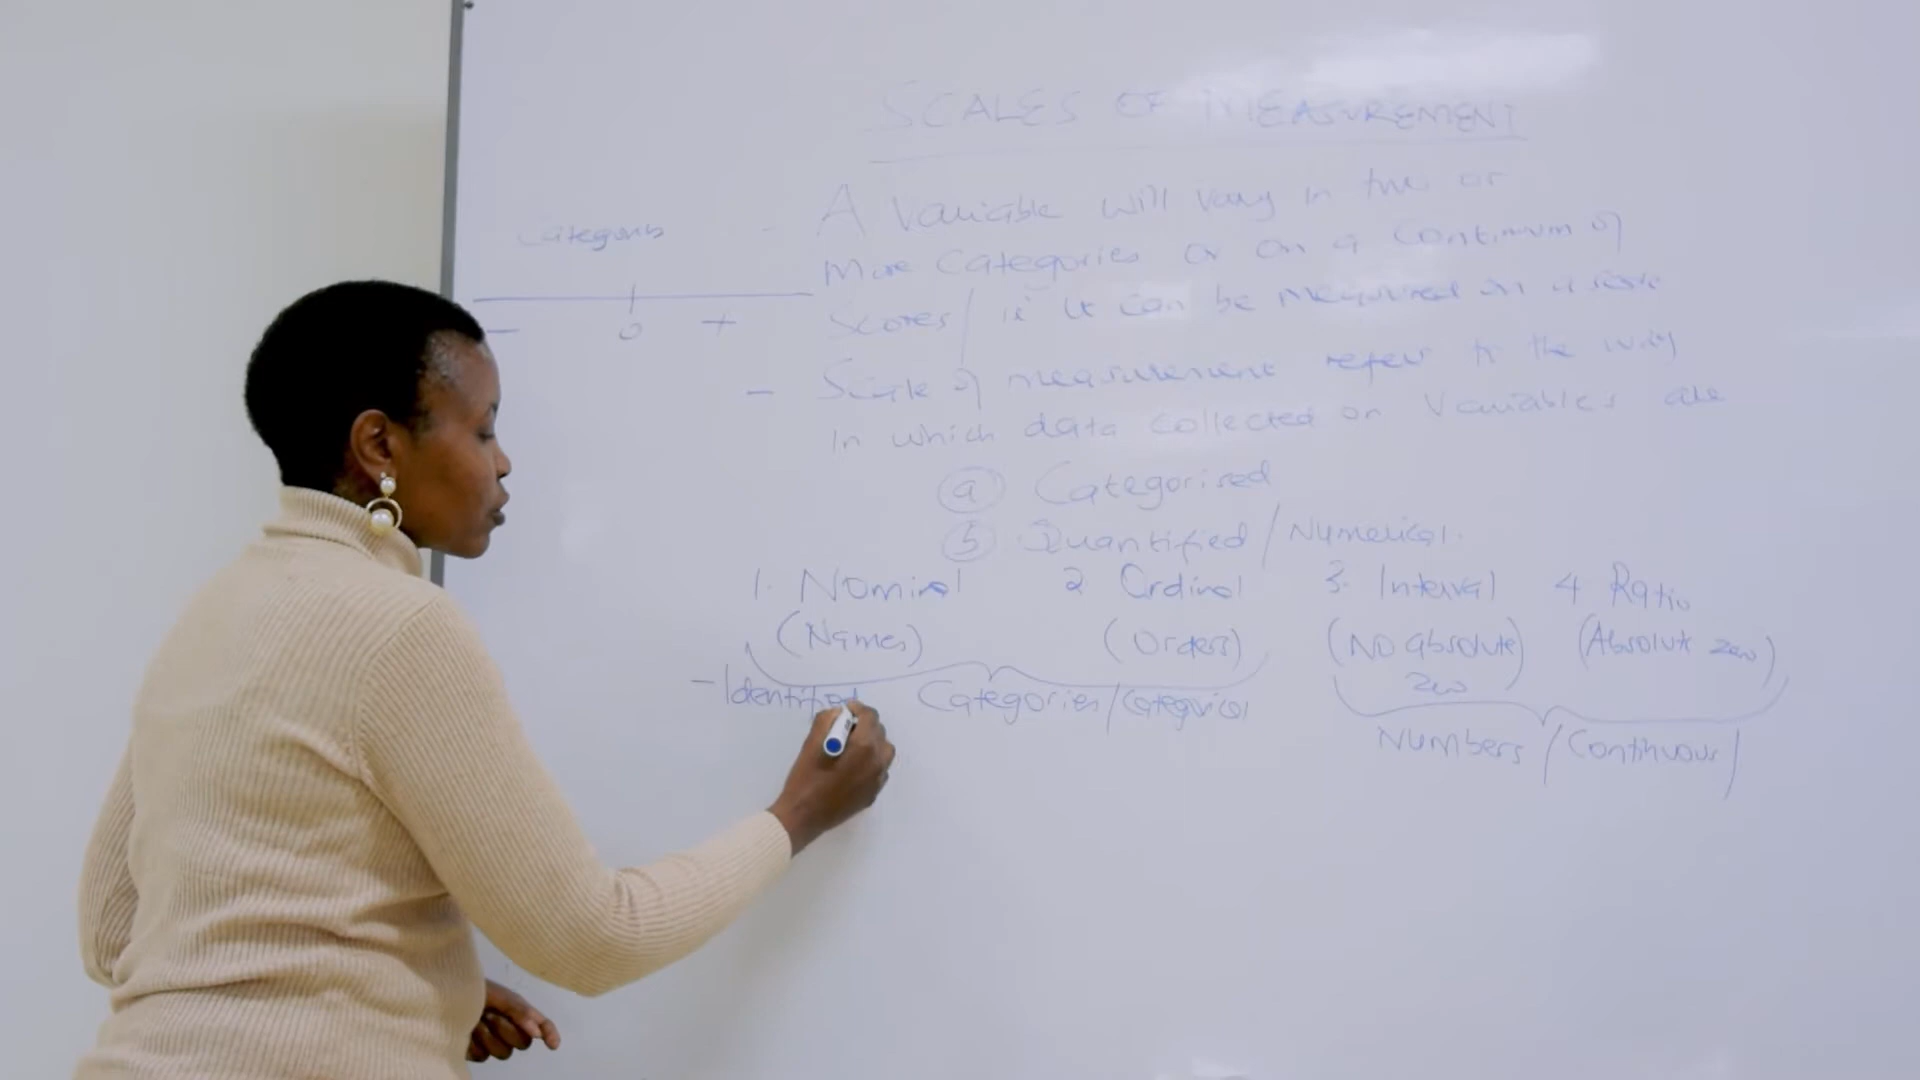 SCALES OF MEASUREMENT
Categories
- 0 +
- A Variable will vary in two or
More Categories or on a Continuum of
Scores/ ie it can be measured on a scale
- Scale of measurement refer to the way
In which data collected on Variables are
(a) Categorised
(b) Quantified/Numerical.
1. Nominal 2 Ordinal 3. Interval 4 Ratio
(Names) (Orders) (No absolute Zero) (Absolute Zero)
- Identified Categories/Categorical
Numbers/Continuous/